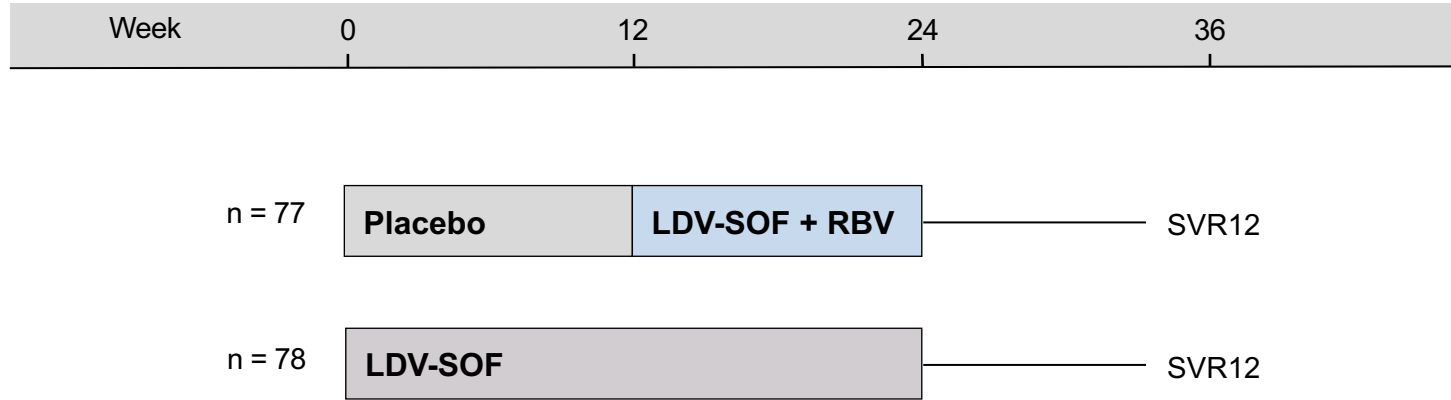 Week 0 12 24 36
n = 77 Placebo LDV-SOF + RBV SVR12
n = 78 LDV-SOF SVR12